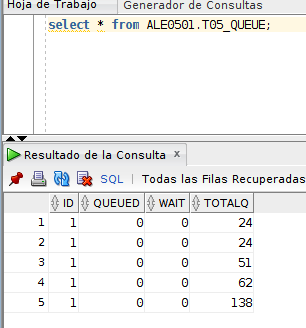 Hoja de Trabajo Generador de Consultas
select * from ALE0501.T05_QUEUE;
Resultado de la Consulta x
SQL | Todas las Filas Recuperadas
ID QUEUED WAIT TOTALQ
1 1 0 0 24
2 1 0 0 24
3 1 0 0 51
4 1 0 0 62
5 1 0 0 138